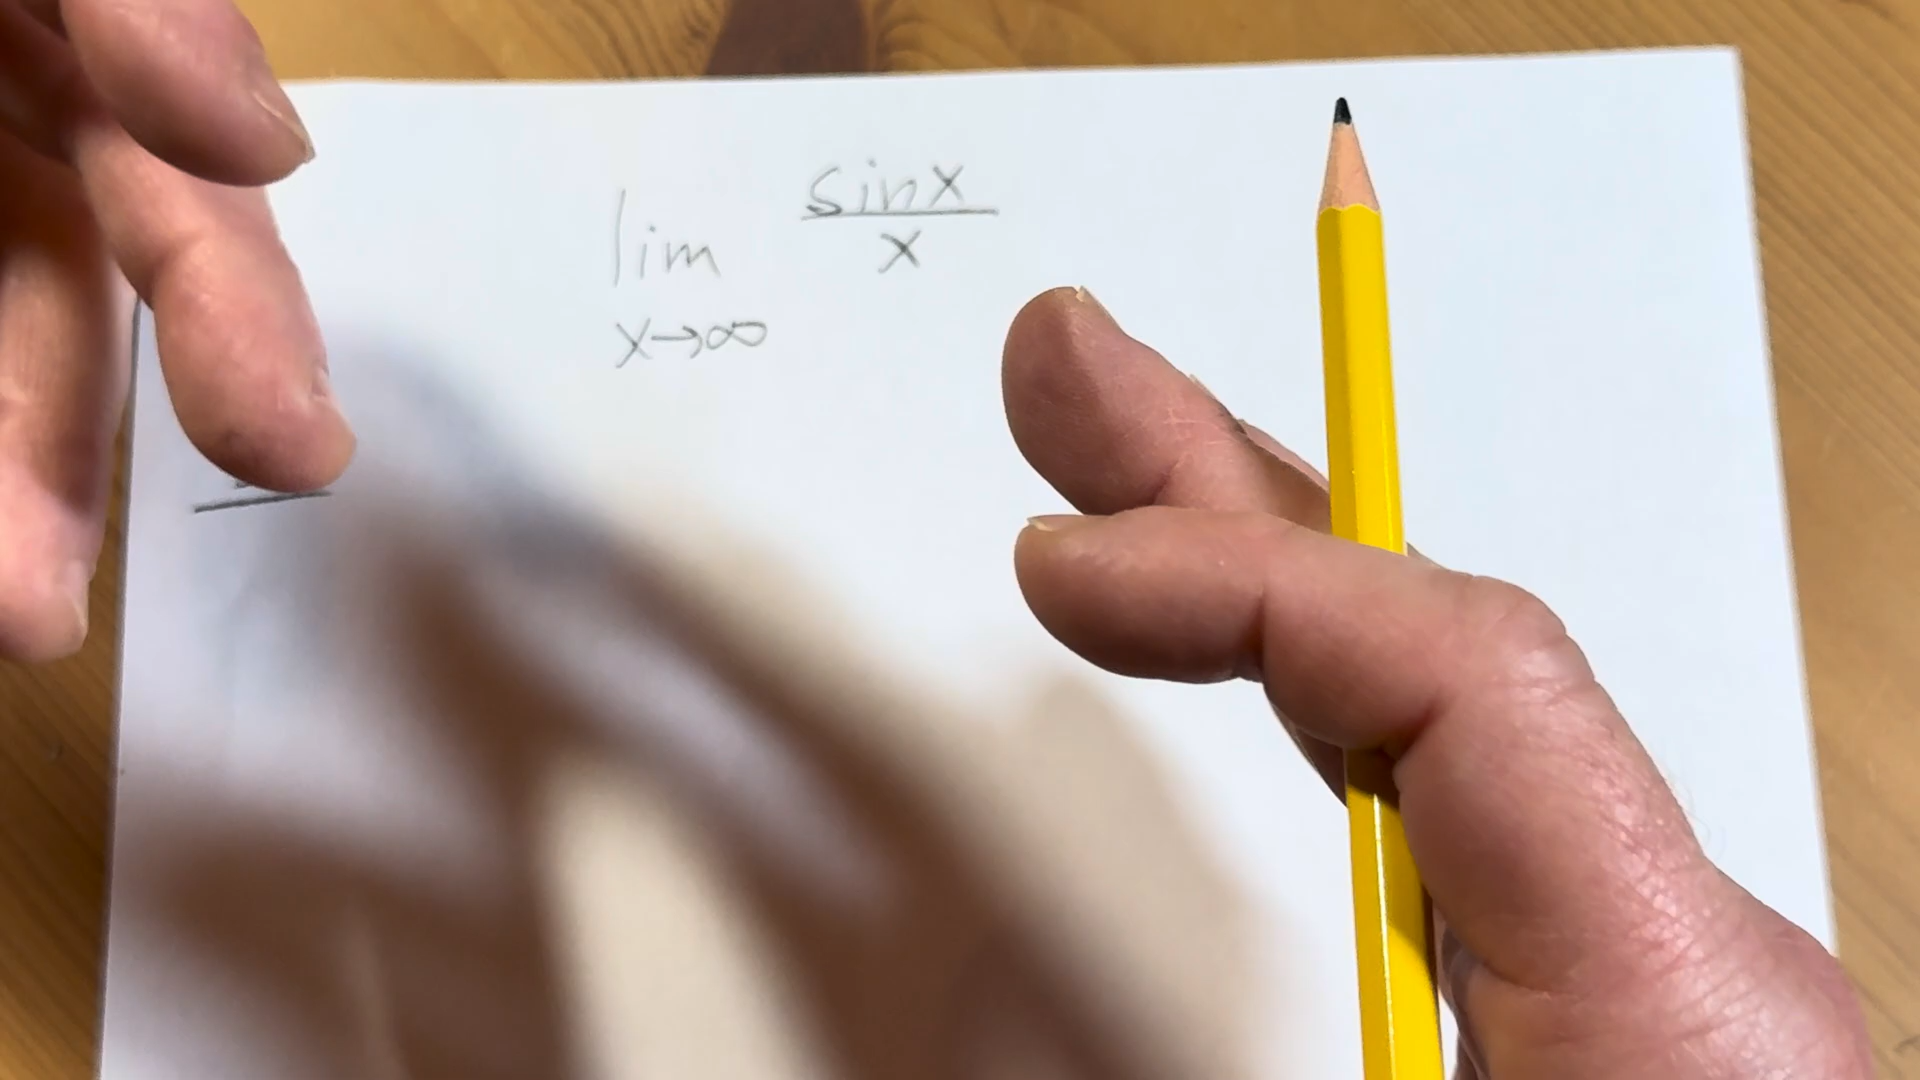 lim sinx/x
x→∞